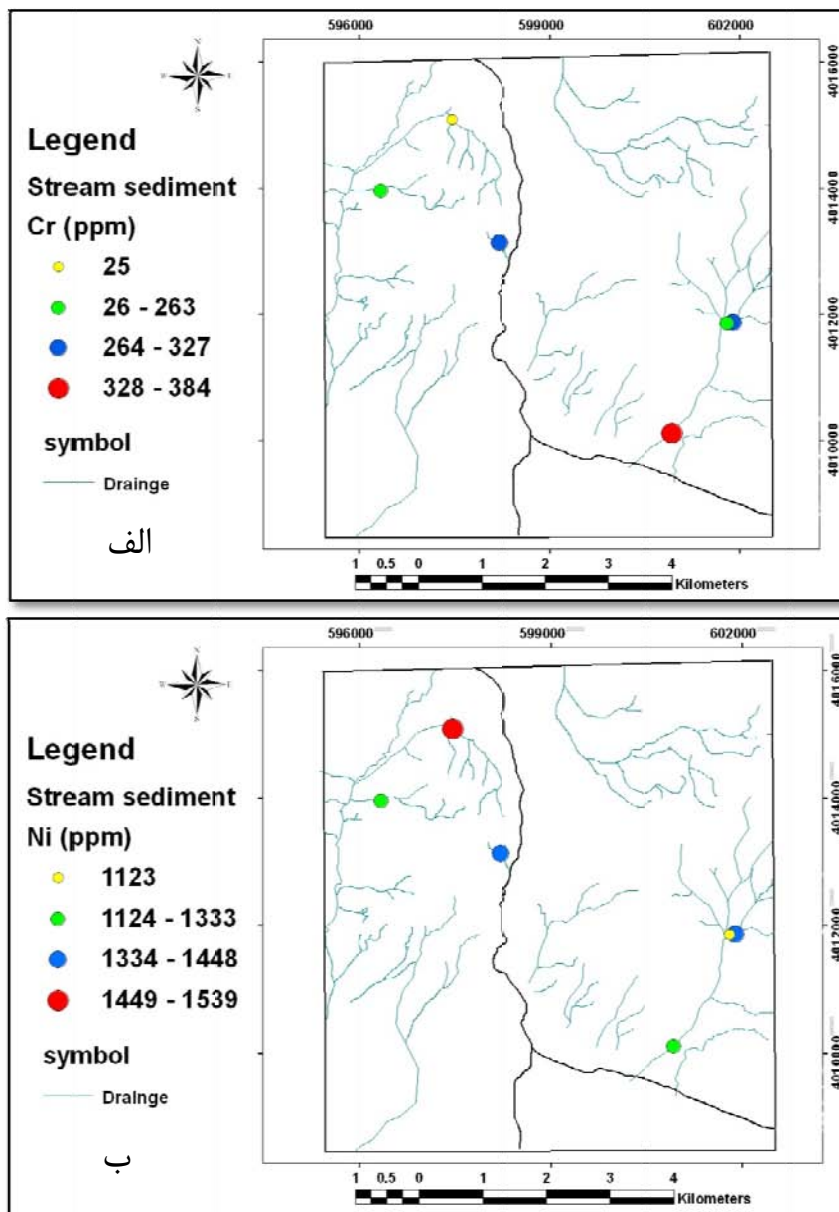 596000 599000 602000
N
W E
S
4016000
Legend
Stream sediment
Cr (ppm)
25
26 - 263
264 - 327
328 - 384
symbol
Drainge
4014000
4012000
4010000
الف
1 0.5 0 1 2 3 4
Kilometers
596000 599000 602000
N
W E
S
4016000
Legend
Stream sediment
Ni (ppm)
1123
1124 - 1333
1334 - 1448
1449 - 1539
symbol
Drainge
4014000
4012000
4010000
ب
1 0.5 0 1 2 3 4
Kilometers